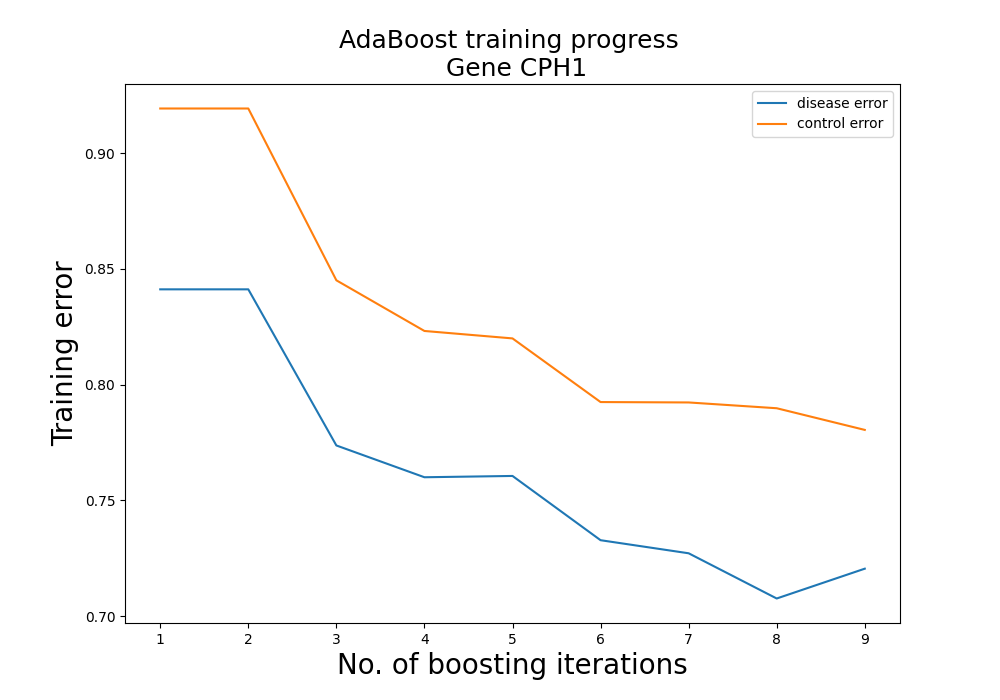 AdaBoost training progress
Gene CPH1
disease error
control error
0.90
0.85
0.80
0.75
0.70
Training error
1 2 3 4 5 6 7 8 9
No. of boosting iterations